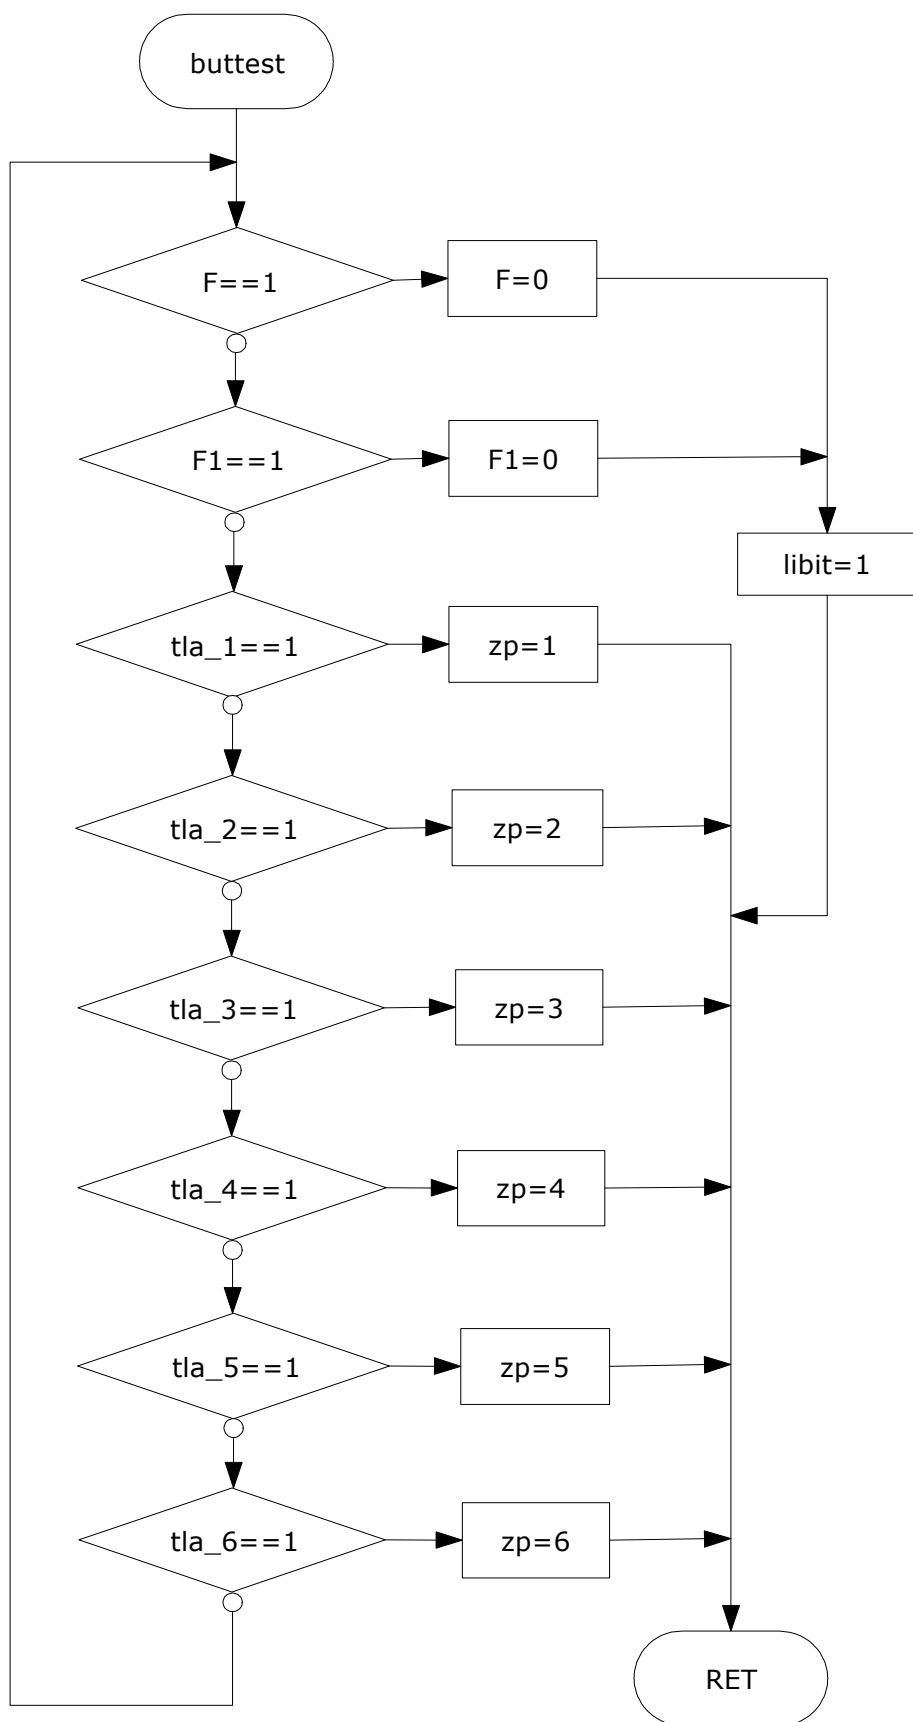 buttest
F==1
F=0
F1==1
F1=0
libit=1
tla_1==1
zp=1
tla_2==1
zp=2
tla_3==1
zp=3
tla_4==1
zp=4
tla_5==1
zp=5
tla_6==1
zp=6
RET